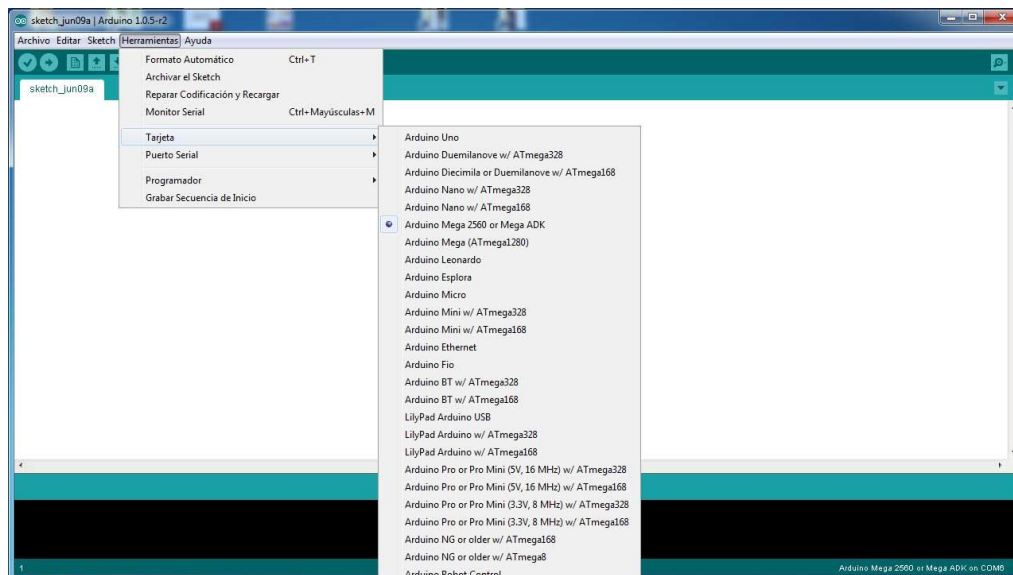 sketch_jun09a | Arduino 1.0.5-r2
Archivo Editar Sketch Herramientas Ayuda
sketch_jun09a
Formato Automático Ctrl+T
Archivar el Sketch
Reparar Codificación y Recargar
Monitor Serial Ctrl+Mayúsculas+M
Tarjeta
Puerto Serial
Programador
Grabar Secuencia de Inicio
Arduino Uno
Arduino Duemilanove w/ ATmega328
Arduino Diecimila or Duemilanove w/ ATmega168
Arduino Nano w/ ATmega328
Arduino Nano w/ ATmega168
Arduino Mega 2560 or Mega ADK
Arduino Mega (ATmega1280)
Arduino Leonardo
Arduino Esplora
Arduino Micro
Arduino Mini w/ ATmega328
Arduino Mini w/ ATmega168
Arduino Ethernet
Arduino Fio
Arduino BT w/ ATmega328
Arduino BT w/ ATmega168
LilyPad Arduino USB
LilyPad Arduino w/ ATmega328
LilyPad Arduino w/ ATmega168
Arduino Pro or Pro Mini (5V, 16 MHz) w/ ATmega328
Arduino Pro or Pro Mini (5V, 16 MHz) w/ ATmega168
Arduino Pro or Pro Mini (3.3V, 8 MHz) w/ ATmega328
Arduino Pro or Pro Mini (3.3V, 8 MHz) w/ ATmega168
Arduino NG or older w/ ATmega168
Arduino NG or older w/ ATmega8
Arduino Robot Control
1 Arduino Mega 2560 or Mega ADK on COM6